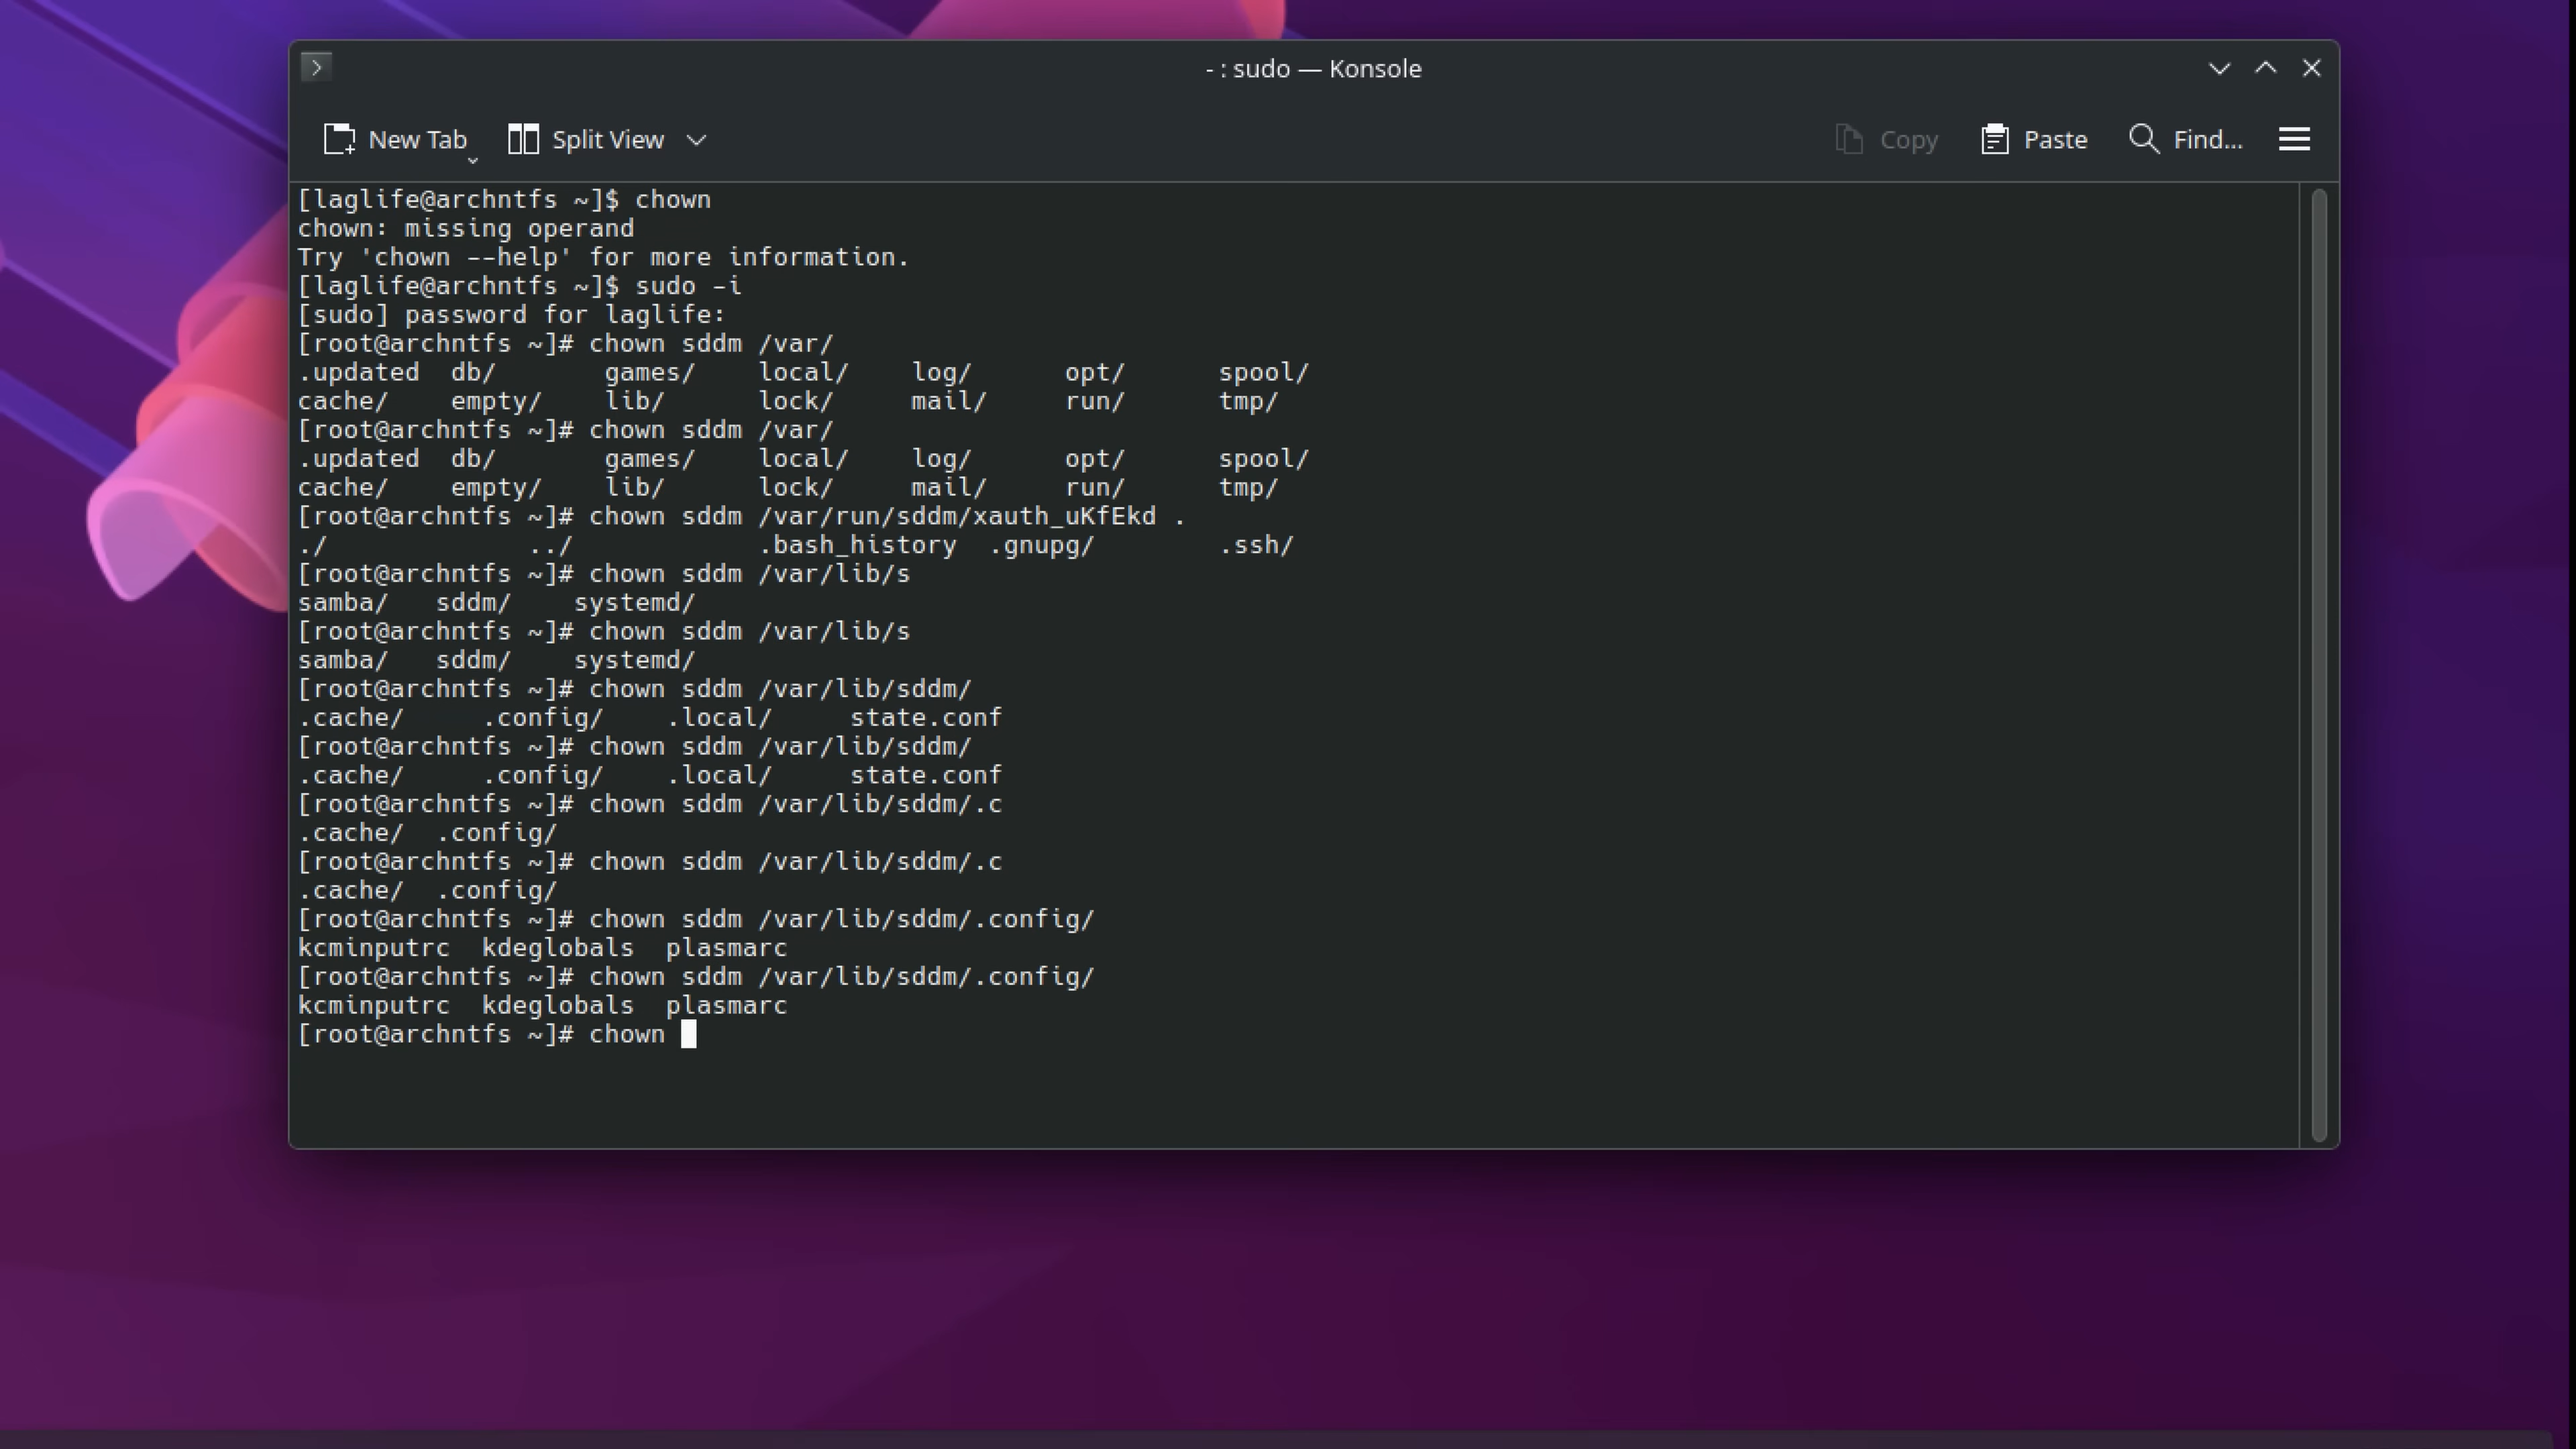 - : sudo — Konsole
New Tab Split View Copy Paste Find...
[laglife@archntfs ~]$ chown
chown: missing operand
Try 'chown --help' for more information.
[laglife@archntfs ~]$ sudo -i
[sudo] password for laglife:
[root@archntfs ~]# chown sddm /var/
.updated  db/       games/    local/    log/      opt/      spool/
cache/    empty/    lib/      lock/     mail/     run/      tmp/
[root@archntfs ~]# chown sddm /var/
.updated  db/       games/    local/    log/      opt/      spool/
cache/    empty/    lib/      lock/     mail/     run/      tmp/
[root@archntfs ~]# chown sddm /var/run/sddm/xauth_uKfEkd .
./             ../            .bash_history  .gnupg/        .ssh/
[root@archntfs ~]# chown sddm /var/lib/s
samba/   sddm/    systemd/
[root@archntfs ~]# chown sddm /var/lib/s
samba/   sddm/    systemd/
[root@archntfs ~]# chown sddm /var/lib/sddm/
.cache/     .config/    .local/     state.conf
[root@archntfs ~]# chown sddm /var/lib/sddm/
.cache/     .config/    .local/     state.conf
[root@archntfs ~]# chown sddm /var/lib/sddm/.c
.cache/  .config/
[root@archntfs ~]# chown sddm /var/lib/sddm/.c
.cache/  .config/
[root@archntfs ~]# chown sddm /var/lib/sddm/.config/
kcminputrc  kdeglobals  plasmarc
[root@archntfs ~]# chown sddm /var/lib/sddm/.config/
kcminputrc  kdeglobals  plasmarc
[root@archntfs ~]# chown